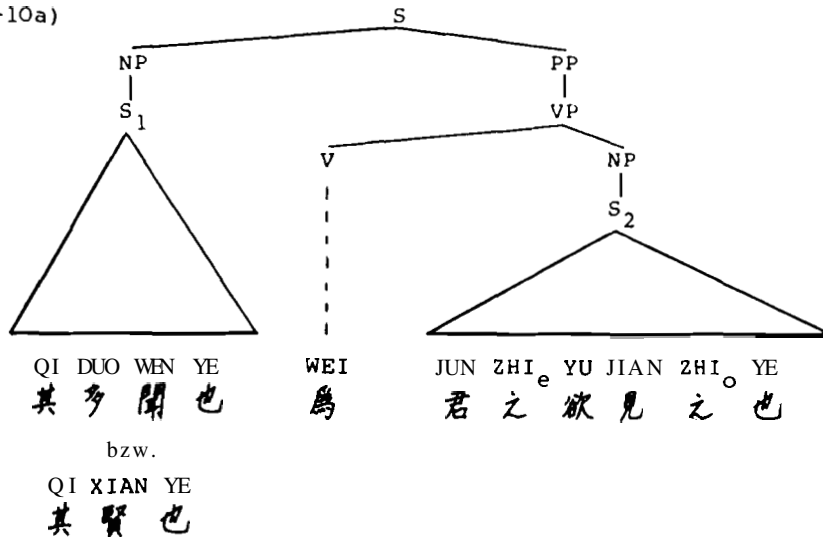 10a)
S
NP PP
S1 VP
V NP
S2
QI DUO WEN YE WEI JUN ZHIe YU JIAN ZHIo YE
其 多 聞 也 爲 君 之 欲 見 之 也
bzw.
QI XIAN YE
其 賢 也